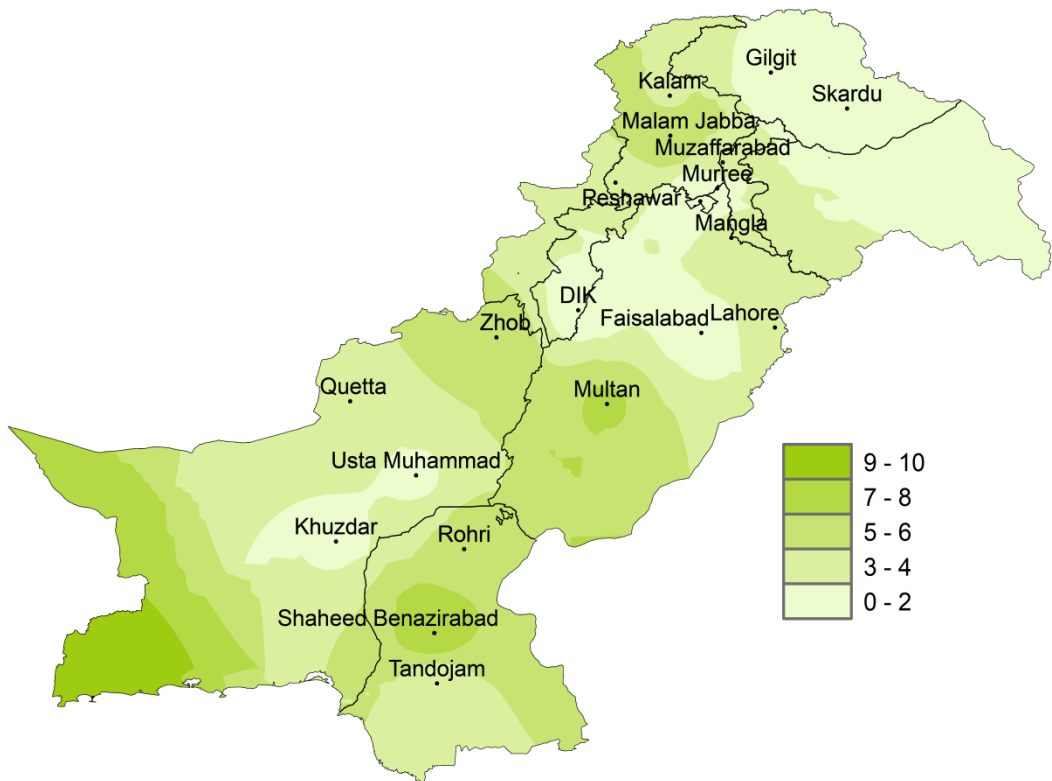 Gilgit
Kalam
Skardu
Malam Jabba
Muzaffarabad
Murree
Peshawar
Mangla
DIK
Faisalabad
Lahore
Zhob
Quetta
Multan
Usta Muhammad
Khuzdar
Rohri
Shaheed Benazirabad
Tandojam
9 - 10
7 - 8
5 - 6
3 - 4
0 - 2